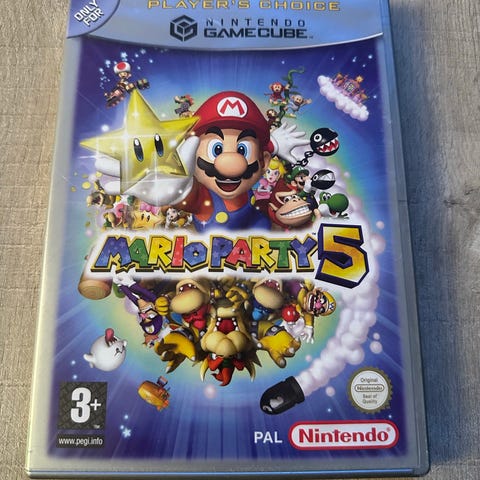 ONLY
FOR
PLAYER'S CHOICE
NINTENDO
GAMECUBE™
M
MARIO PARTY 5
3+
www.pegi.info
Original
Nintendo
Seal of
Quality
PAL
Nintendo